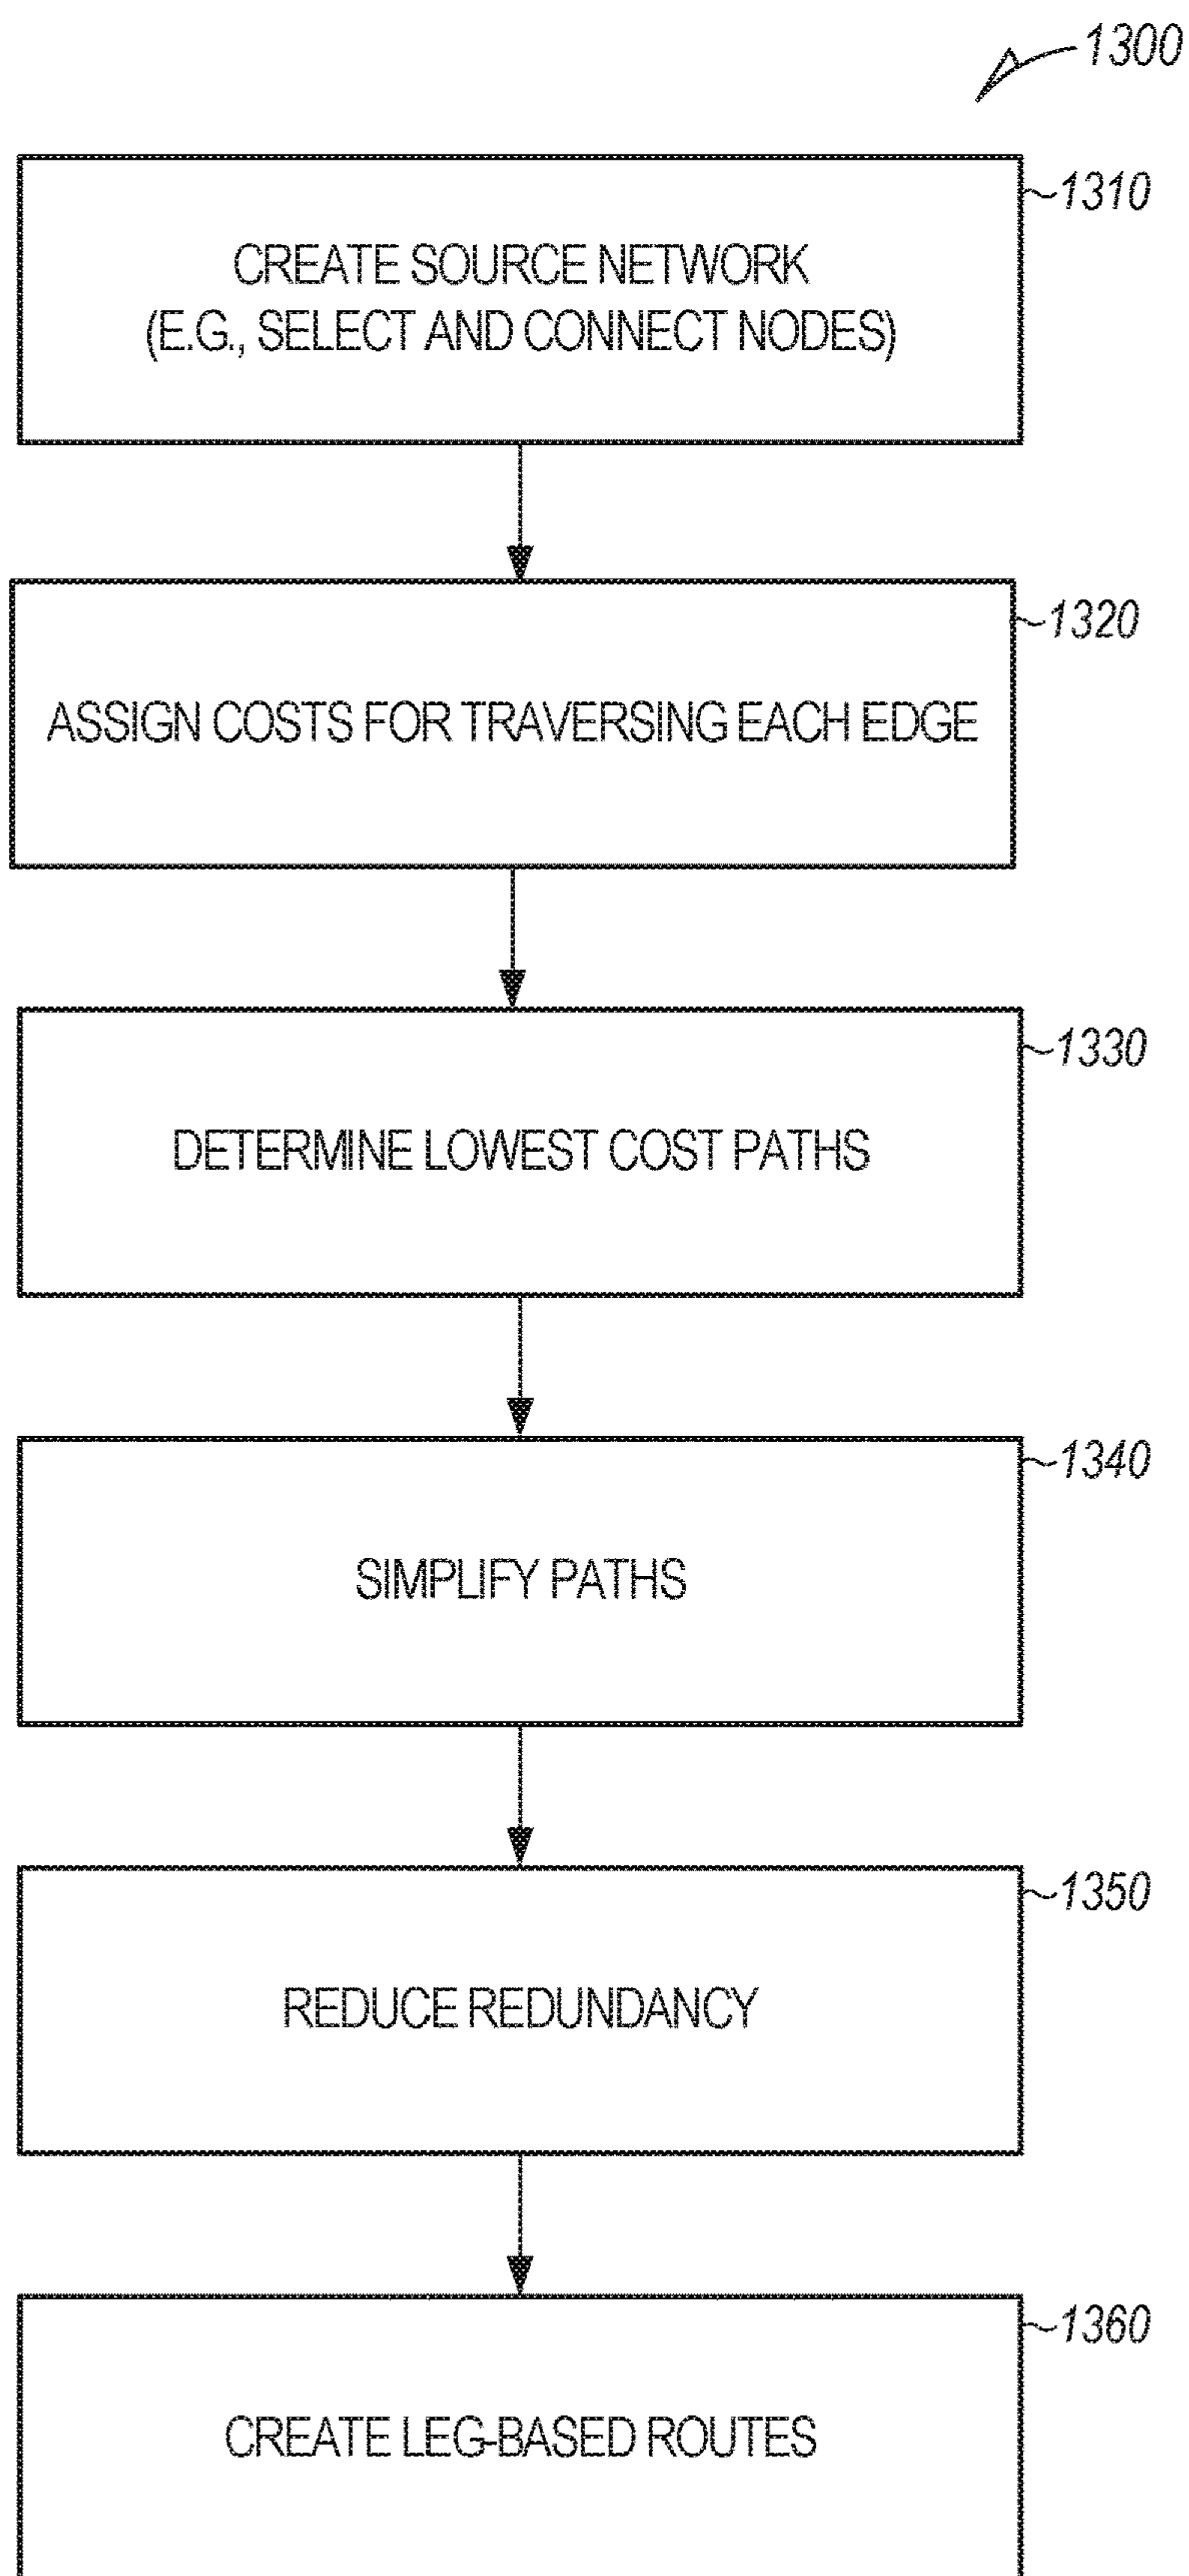 1300
1310
CREATE SOURCE NETWORK
(E.G., SELECT AND CONNECT NODES)
1320
ASSIGN COSTS FOR TRAVERSING EACH EDGE
1330
DETERMINE LOWEST COST PATHS
1340
SIMPLIFY PATHS
1350
REDUCE REDUNDANCY
1360
CREATE LEG-BASED ROUTES